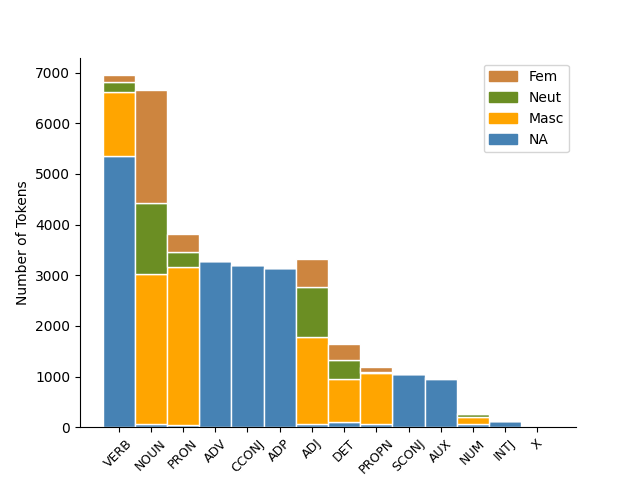 Number of Tokens
7000
6000
5000
4000
3000
2000
1000
0
Fem
Neut
Masc
NA
VERB
NOUN
PRON
ADV
CCONJ
ADP
ADJ
DET
PROPN
SCONJ
AUX
NUM
INTJ
X